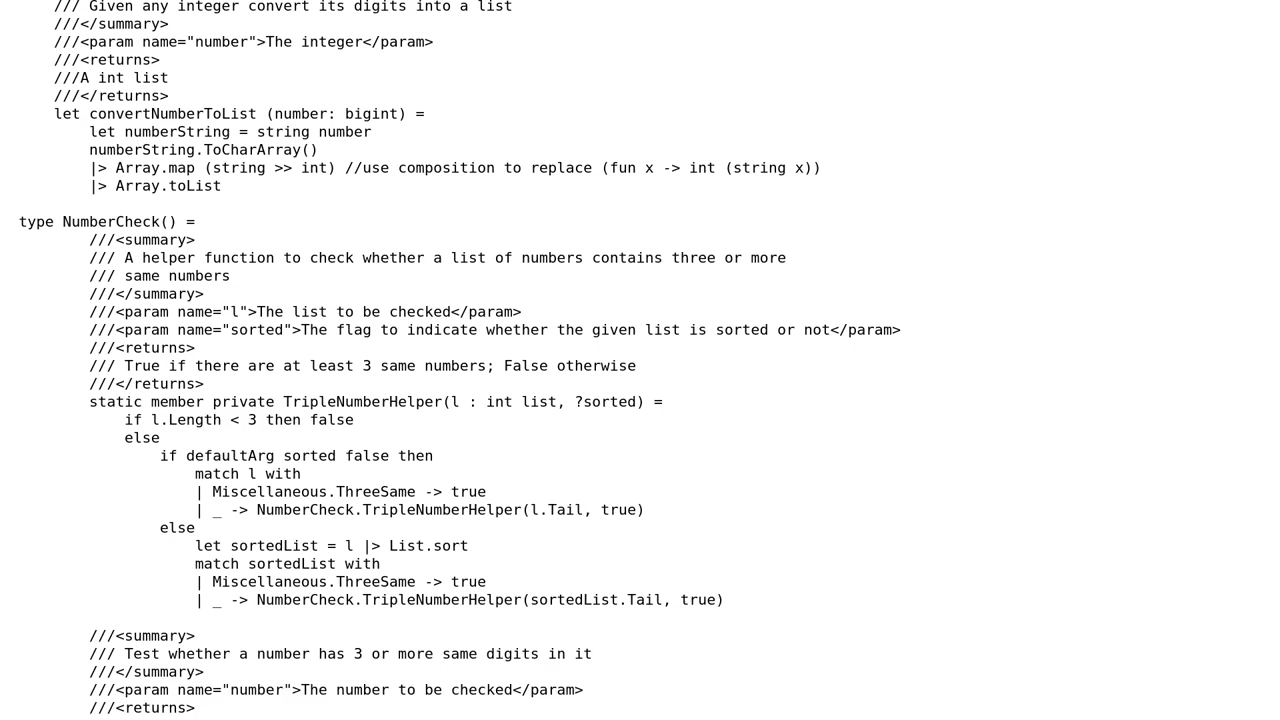 /// Given any integer convert its digits into a list
///</summary>
///<param name="number">The integer</param>
///<returns>
///A int list
///</returns>
let convertNumberToList (number: bigint) =
let numberString = string number
numberString.ToCharArray()
|> Array.map (string >> int) //use composition to replace (fun x -> int (string x))
|> Array.toList
type NumberCheck() =
///<summary>
/// A helper function to check whether a list of numbers contains three or more
/// same numbers
///</summary>
///<param name="l">The list to be checked</param>
///<param name="sorted">The flag to indicate whether the given list is sorted or not</param>
///<returns>
/// True if there are at least 3 same numbers; False otherwise
///</returns>
static member private TripleNumberHelper(l : int list, ?sorted) =
if l.Length < 3 then false
else
if defaultArg sorted false then
match l with
| Miscellaneous.ThreeSame -> true
| _ -> NumberCheck.TripleNumberHelper(l.Tail, true)
else
let sortedList = l |> List.sort
match sortedList with
| Miscellaneous.ThreeSame -> true
| _ -> NumberCheck.TripleNumberHelper(sortedList.Tail, true)
///<summary>
/// Test whether a number has 3 or more same digits in it
///</summary>
///<param name="number">The number to be checked</param>
///<returns>